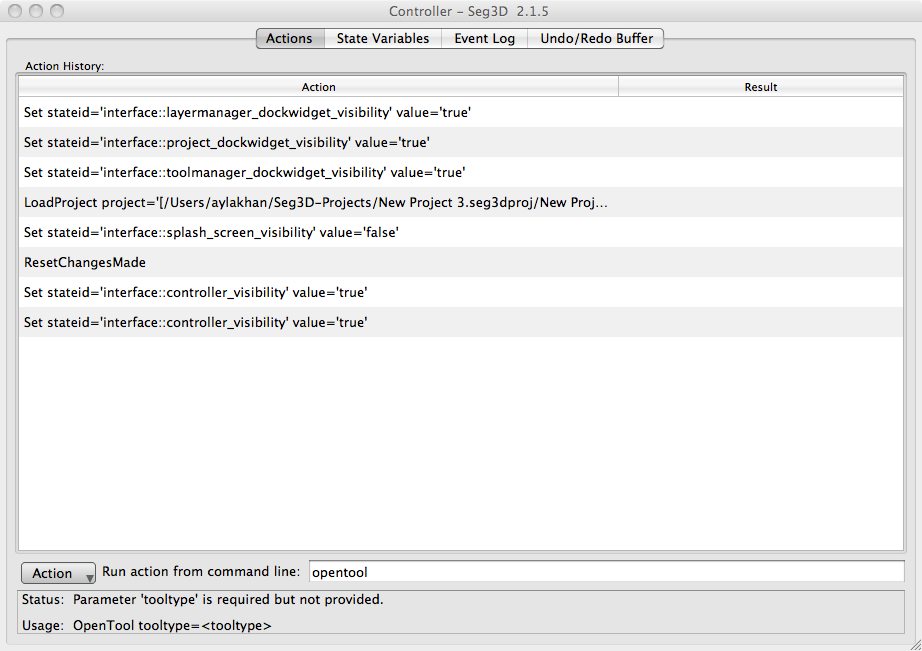 Controller - Seg3D 2.1.5
Actions State Variables Event Log Undo/Redo Buffer
Action History:
Action Result
Set stateid='interface::layermanager_dockwidget_visibility' value='true'
Set stateid='interface::project_dockwidget_visibility' value='true'
Set stateid='interface::toolmanager_dockwidget_visibility' value='true'
LoadProject project='[/Users/aylakhan/Seg3D-Projects/New Project 3.seg3dproj/New Proj...
Set stateid='interface::splash_screen_visibility' value='false'
ResetChangesMade
Set stateid='interface::controller_visibility' value='true'
Set stateid='interface::controller_visibility' value='true'
Action Run action from command line: opentool
Status: Parameter 'tooltype' is required but not provided.
Usage: OpenTool tooltype=<tooltype>